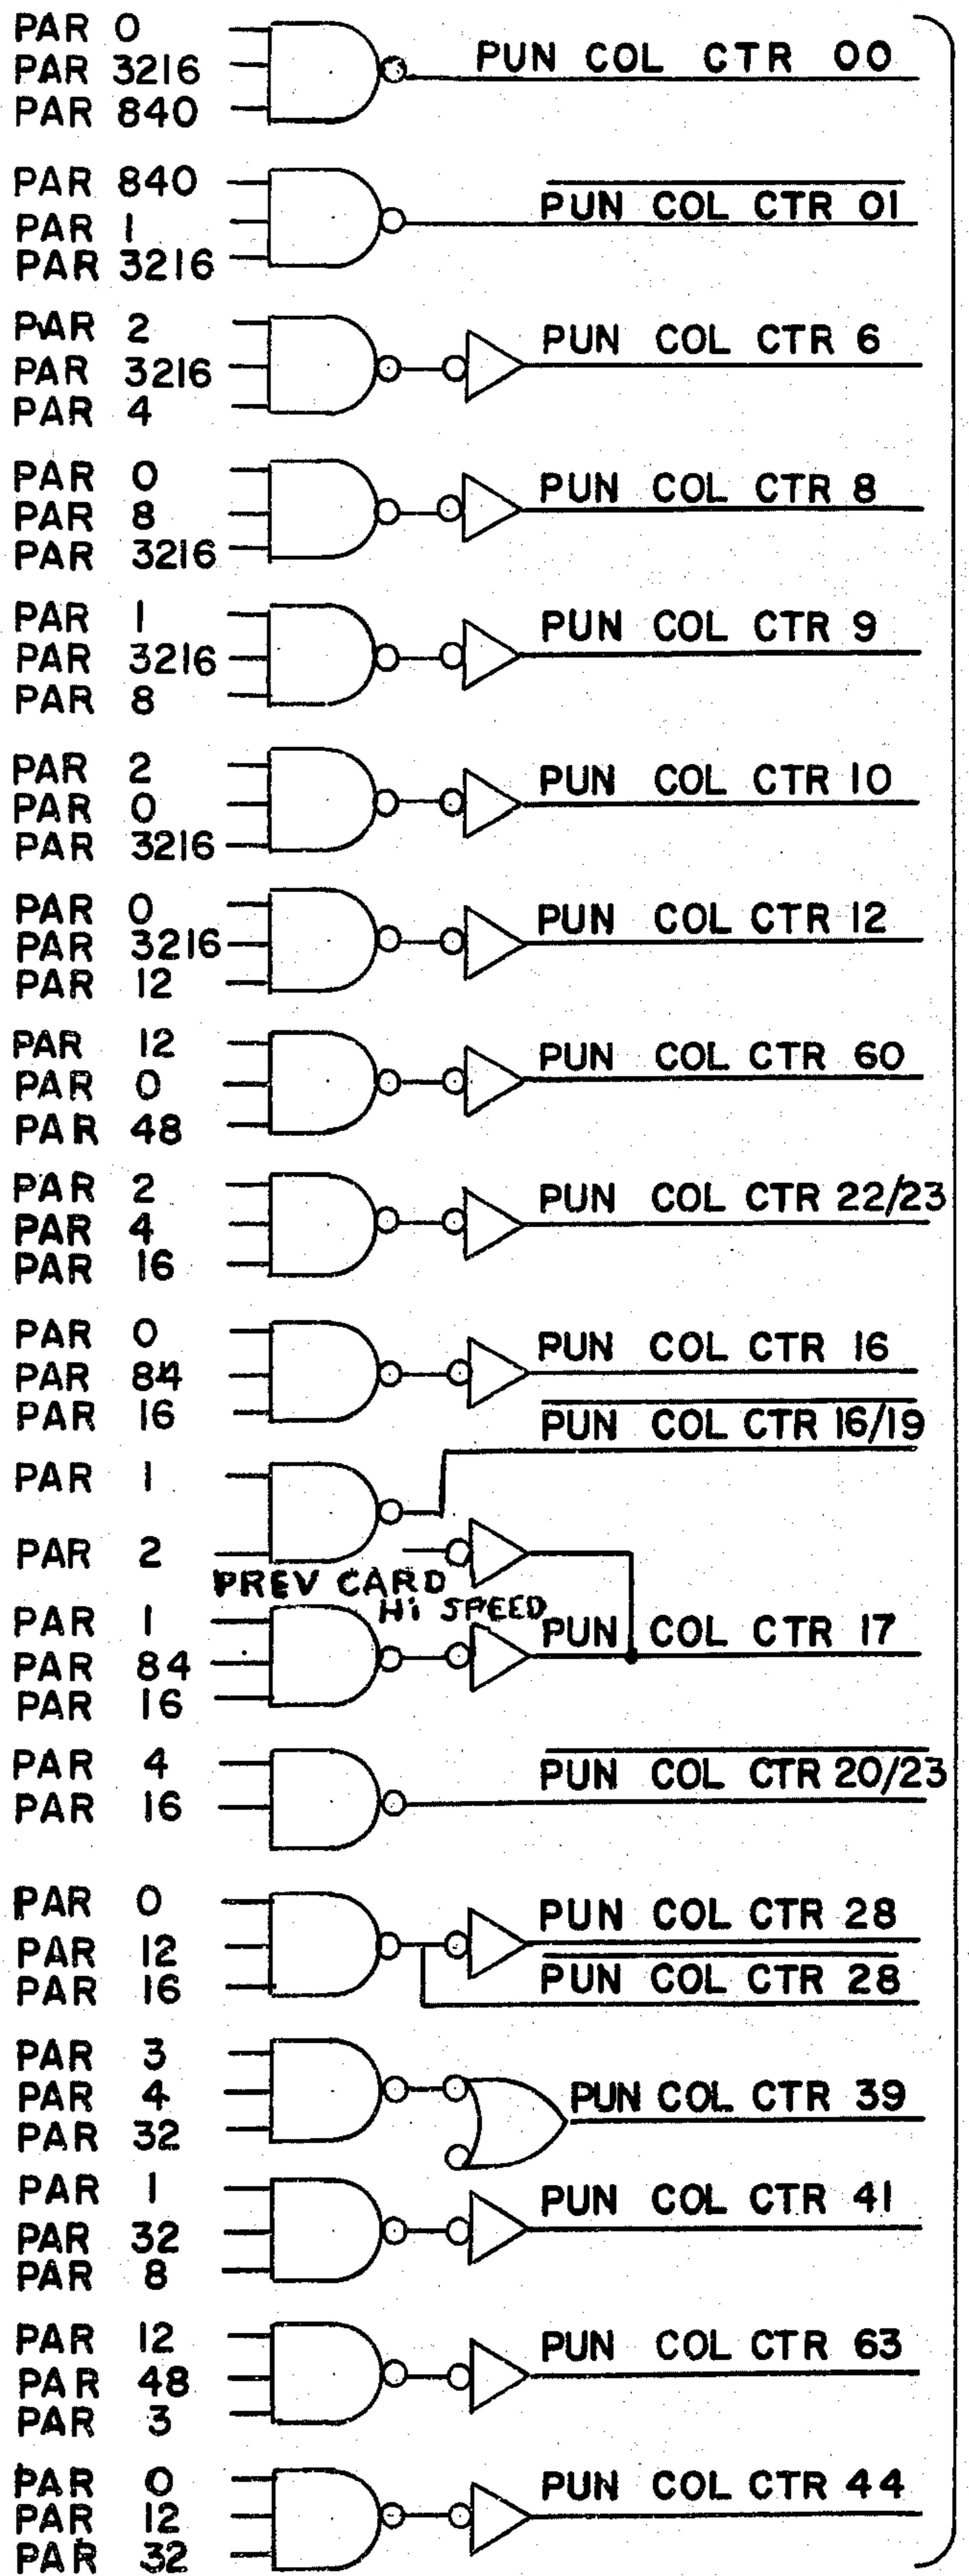 PAR 0
PAR 3216
PAR 840
PUN COL CTR 00
PAR 840
PAR 1
PAR 3216
PUN COL CTR 01
PAR 2
PAR 3216
PAR 4
PUN COL CTR 6
PAR 0
PAR 8
PAR 3216
PUN COL CTR 8
PAR 1
PAR 3216
PAR 8
PUN COL CTR 9
PAR 2
PAR 0
PAR 3216
PUN COL CTR 10
PAR 0
PAR 3216
PAR 12
PUN COL CTR 12
PAR 12
PAR 0
PAR 48
PUN COL CTR 60
PAR 2
PAR 4
PAR 16
PUN COL CTR 22/23
PAR 0
PAR 84
PAR 16
PUN COL CTR 16
PUN COL CTR 16/19
PAR 1
PAR 2
PREV CARD
Hi SPEED
PAR 1
PAR 84
PAR 16
PUN COL CTR 17
PAR 4
PAR 16
PUN COL CTR 20/23
PAR 0
PAR 12
PAR 16
PUN COL CTR 28
PUN COL CTR 28
PAR 3
PAR 4
PAR 32
PUN COL CTR 39
PAR 1
PAR 32
PAR 8
PUN COL CTR 41
PAR 12
PAR 48
PAR 3
PUN COL CTR 63
PAR 0
PAR 12
PAR 32
PUN COL CTR 44